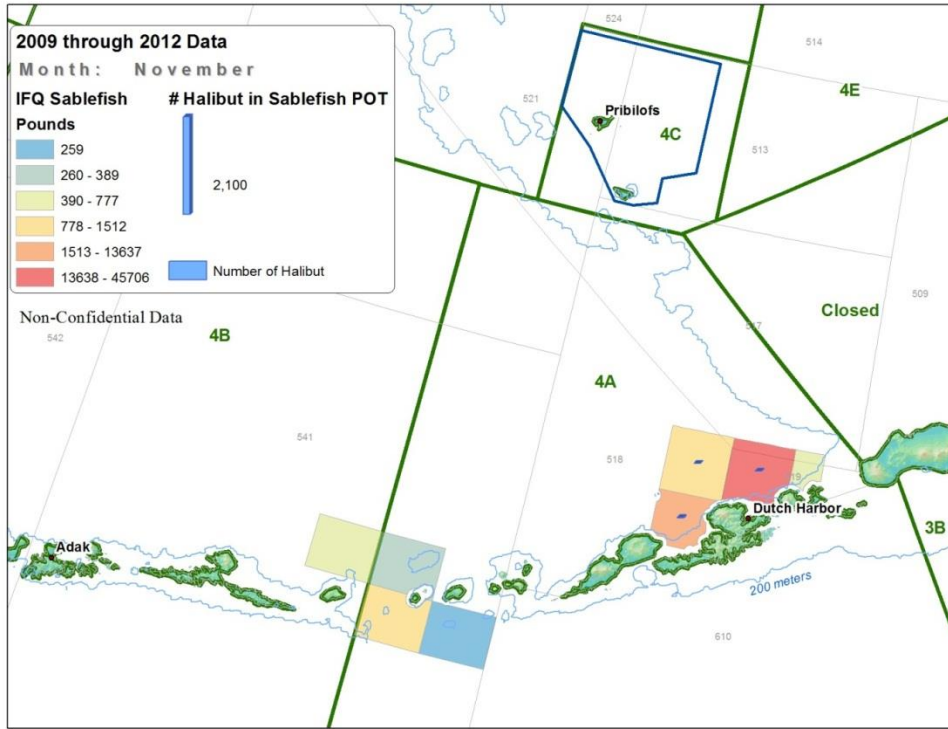 2009 through 2012 Data
Month: November
IFQ Sablefish
Pounds
259
260 - 389
390 - 777
778 - 1512
1513 - 13637
13638 - 45706
# Halibut in Sablefish POT
2,100
Number of Halibut
Non-Confidential Data
524
514
521
4E
Pribilofs
4C
513
509
Closed
517
542
4B
4A
541
518
19
Dutch Harbor
Adak
3B
200 meters
610